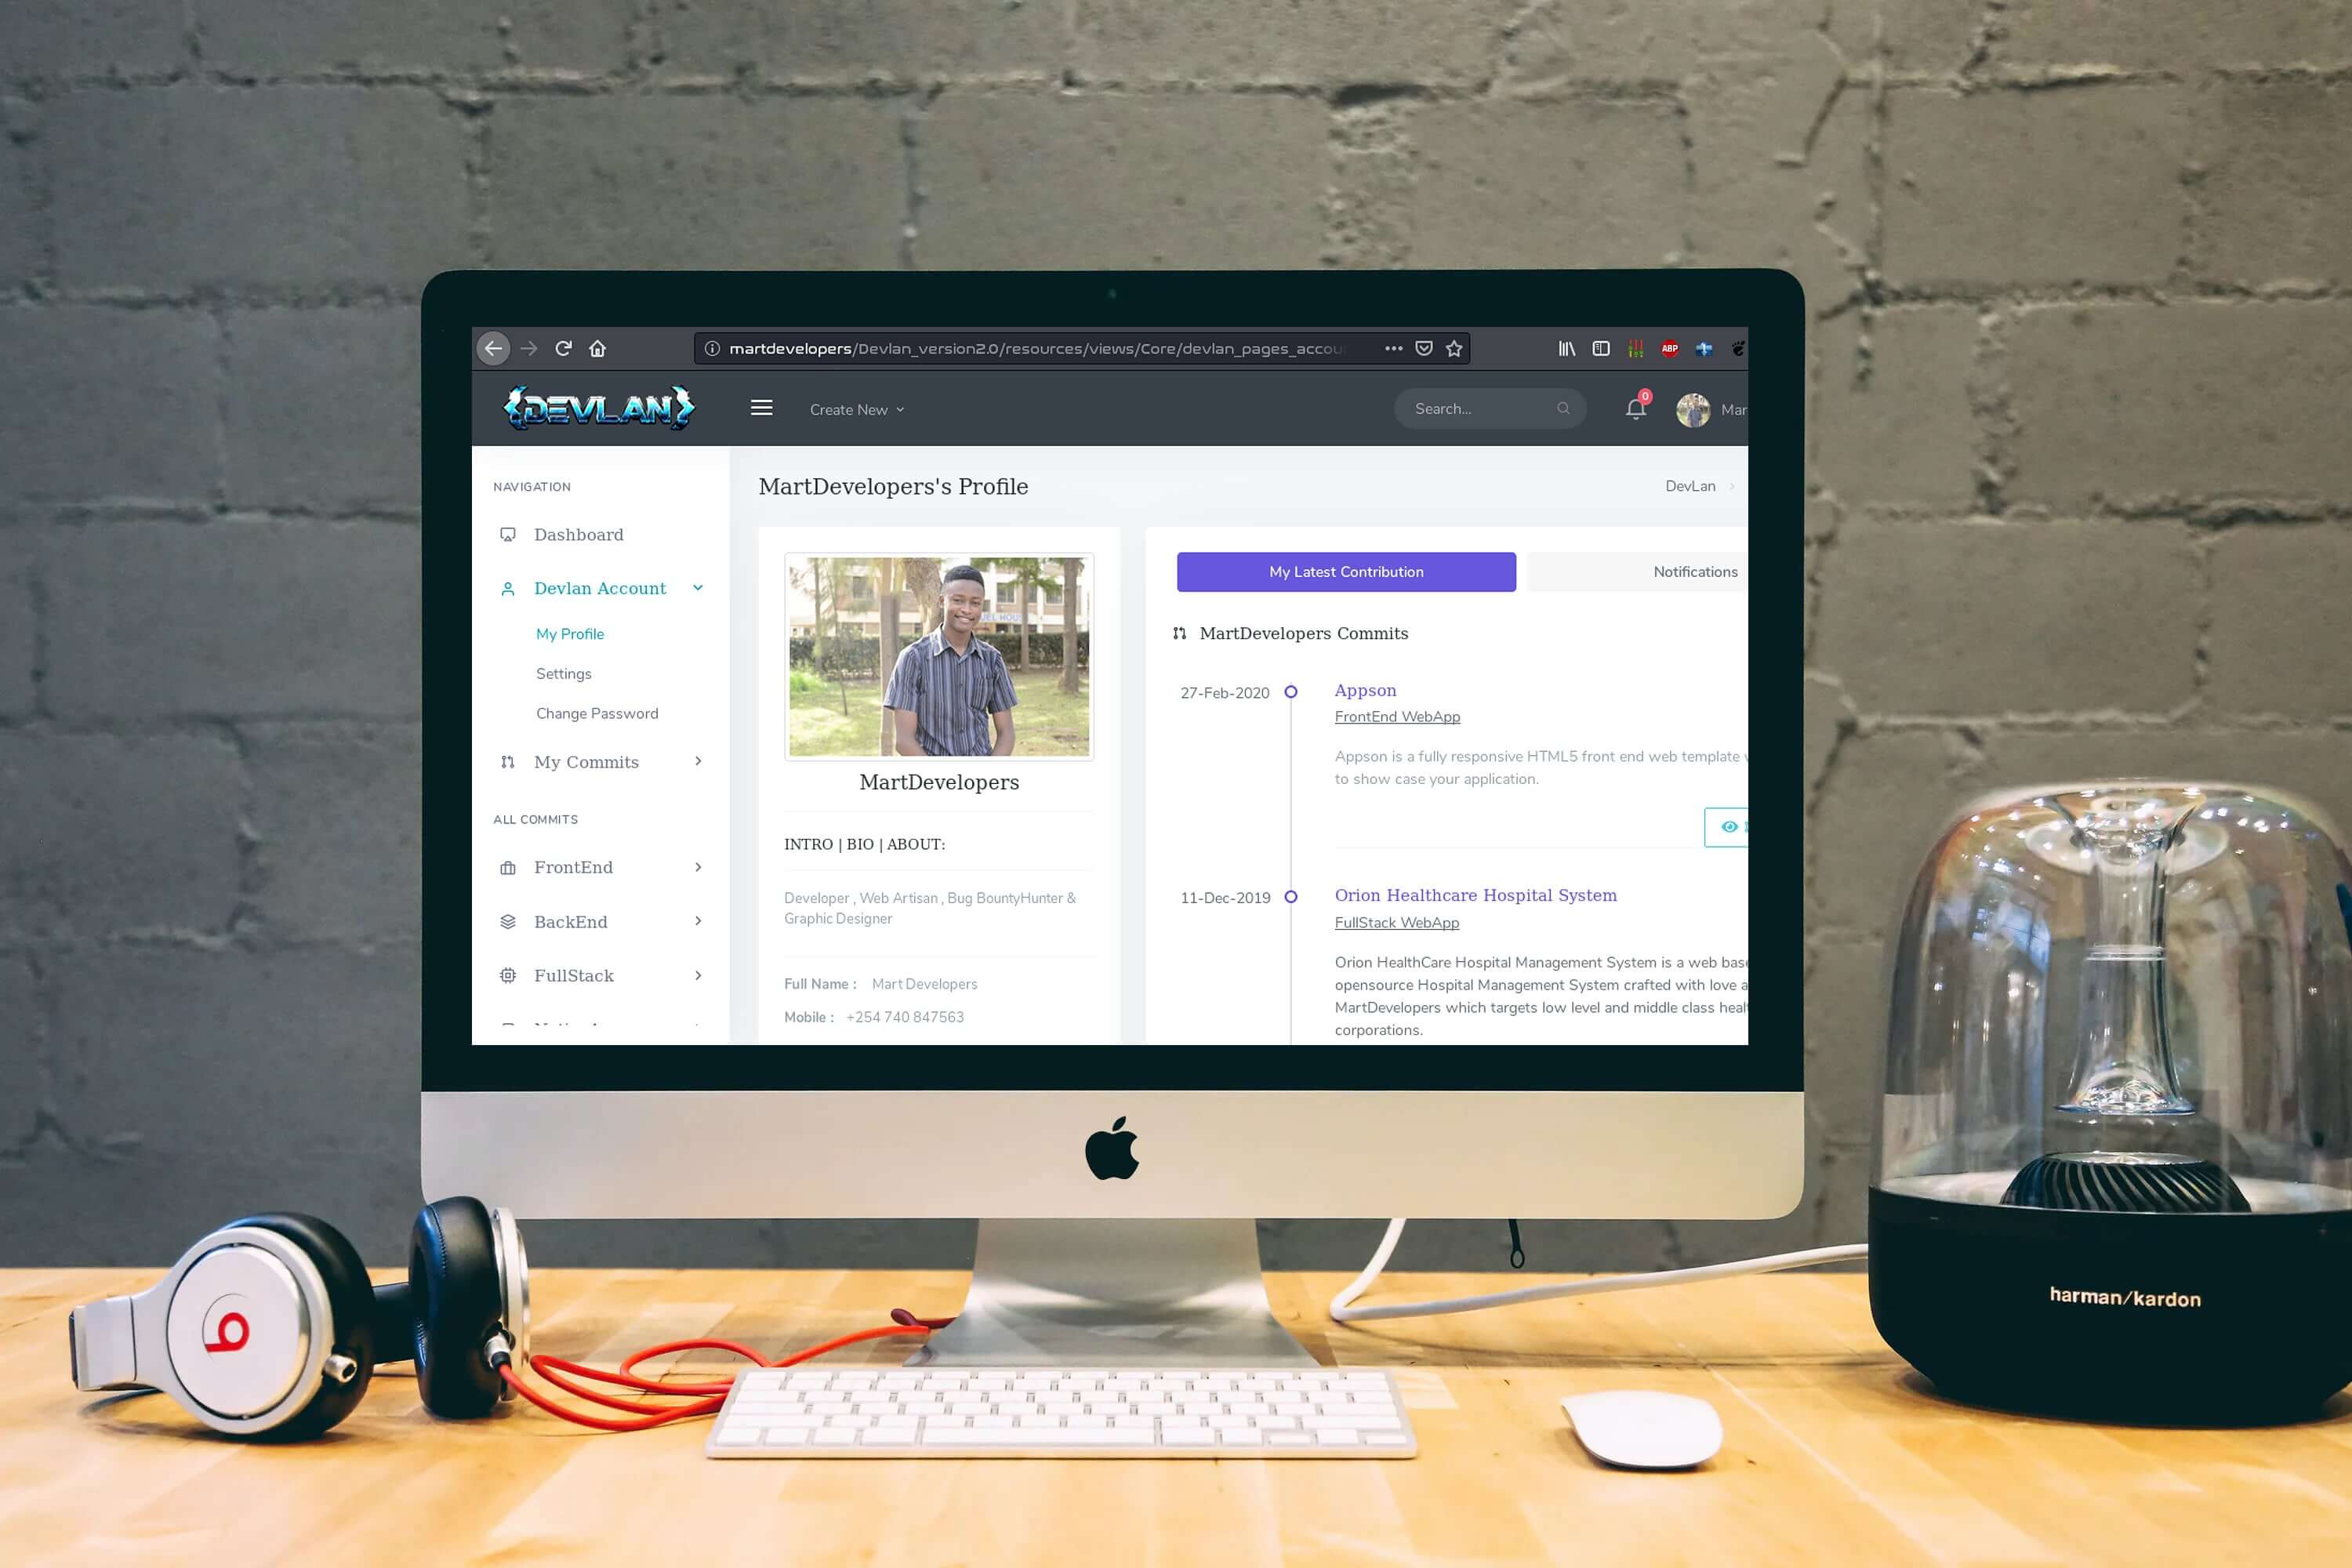 martdevelopers/Devlan_version2.0/resources/views/Core/devlan_pages_accou
ABP
{DEVLAN}
Create New
Search...
0
Mar
NAVIGATION
Dashboard
Devlan Account
My Profile
Settings
Change Password
My Commits
ALL COMMITS
FrontEnd
BackEnd
FullStack
MartDevelopers's Profile
DevLan
MartDevelopers
INTRO | BIO | ABOUT:
Developer , Web Artisan , Bug BountyHunter &
Graphic Designer
Full Name : Mart Developers
Mobile : +254 740 847563
My Latest Contribution
Notifications
MartDevelopers Commits
27-Feb-2020
Appson
FrontEnd WebApp
Appson is a fully responsive HTML5 front end web template
to show case your application.
11-Dec-2019
Orion Healthcare Hospital System
FullStack WebApp
Orion HealthCare Hospital Management System is a web bas
opensource Hospital Management System crafted with love a
MartDevelopers which targets low level and middle class heal
corporations.
b
harman/kardon